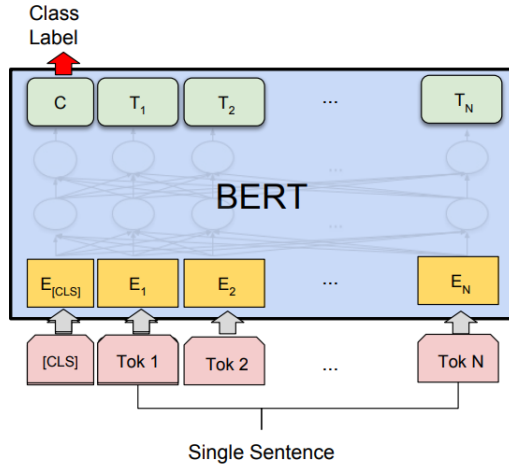 Class
Label
C T1 T2 ... TN
...
BERT
...
E[CLS] E1 E2 ... EN
[CLS] Tok 1 Tok 2 ... Tok N
Single Sentence